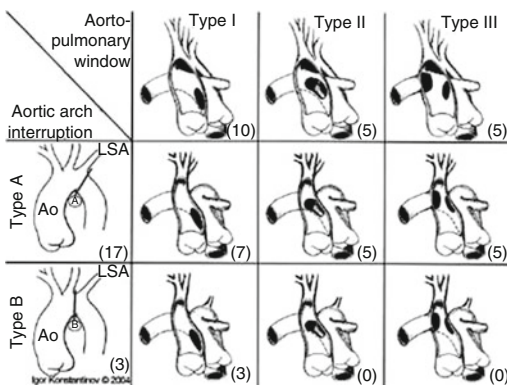 Aorto-
pulmonary
window
Aortic arch
interruption
Type I
Type II
Type III
(10)
(5)
(5)
Type A
LSA
Ao
A
(17)
(7)
(5)
(5)
Type B
LSA
Ao
B
(3)
Igor Konstantinov © 2004
(3)
(0)
(0)